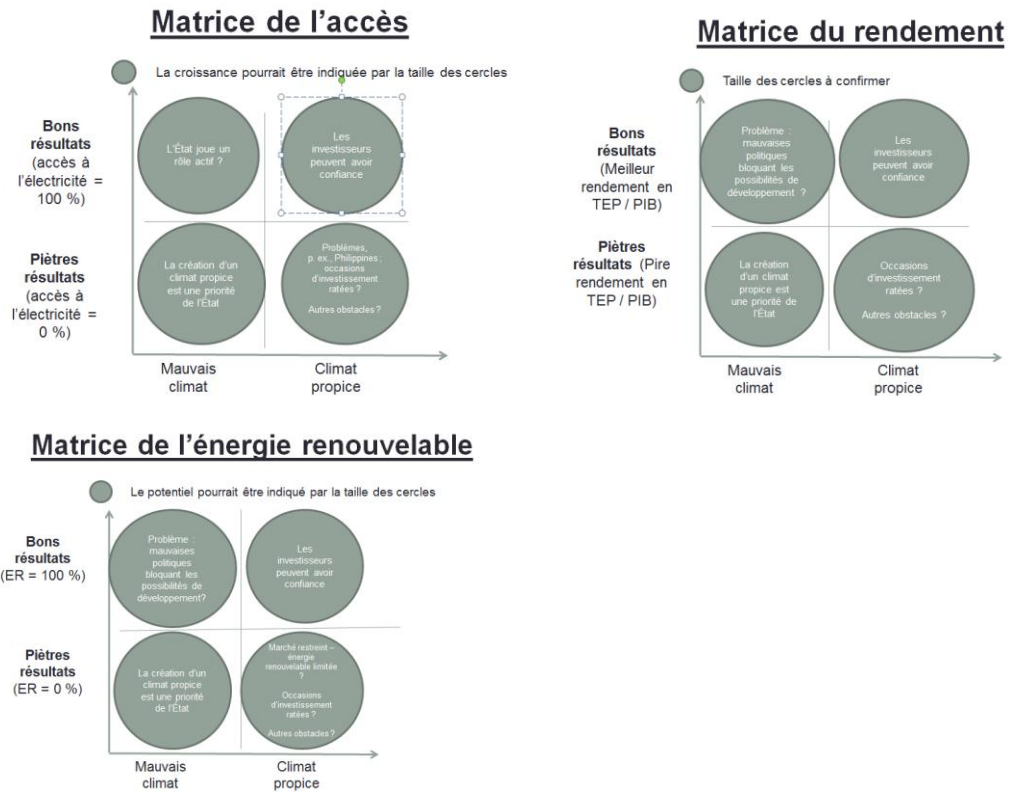 Matrice de l'accès
La croissance pourrait être indiquée par la taille des cercles
Bons
résultats
(accès à
l'électricité =
100 %)
L'État joue un
rôle actif ?
Les
investisseurs
peuvent avoir
confiance
Piètres
résultats
(accès à
l'électricité =
0 %)
La création d'un
climat propice
est une priorité
de l'État
Problèmes,
p. ex., Philippines ;
occasions
d'investissement
ratées ?
Autres obstacles ?
Mauvais
climat
Climat
propice
Matrice du rendement
Taille des cercles à confirmer
Bons
résultats
(Meilleur
rendement en
TEP / PIB)
Problème :
mauvaises
politiques
bloquant les
possibilités de
développement ?
Les
investisseurs
peuvent avoir
confiance
Piètres
résultats (Pire
rendement en
TEP / PIB)
La création
d'un climat
propice est
une priorité de
l'État
Occasions
d'investissement
ratées ?
Autres obstacles ?
Mauvais
climat
Climat
propice
Matrice de l'énergie renouvelable
Le potentiel pourrait être indiqué par la taille des cercles
Bons
résultats
(ER = 100 %)
Problème :
mauvaises
politiques
bloquant les
possibilités de
développement?
Les
investisseurs
peuvent avoir
confiance
Piètres
résultats
(ER = 0 %)
La création d'un
climat propice
est une priorité
de l'État
Marché restreint –
énergie
renouvelable limitée
?
Occasions
d'investissement
ratées ?
Autres obstacles ?
Mauvais
climat
Climat
propice